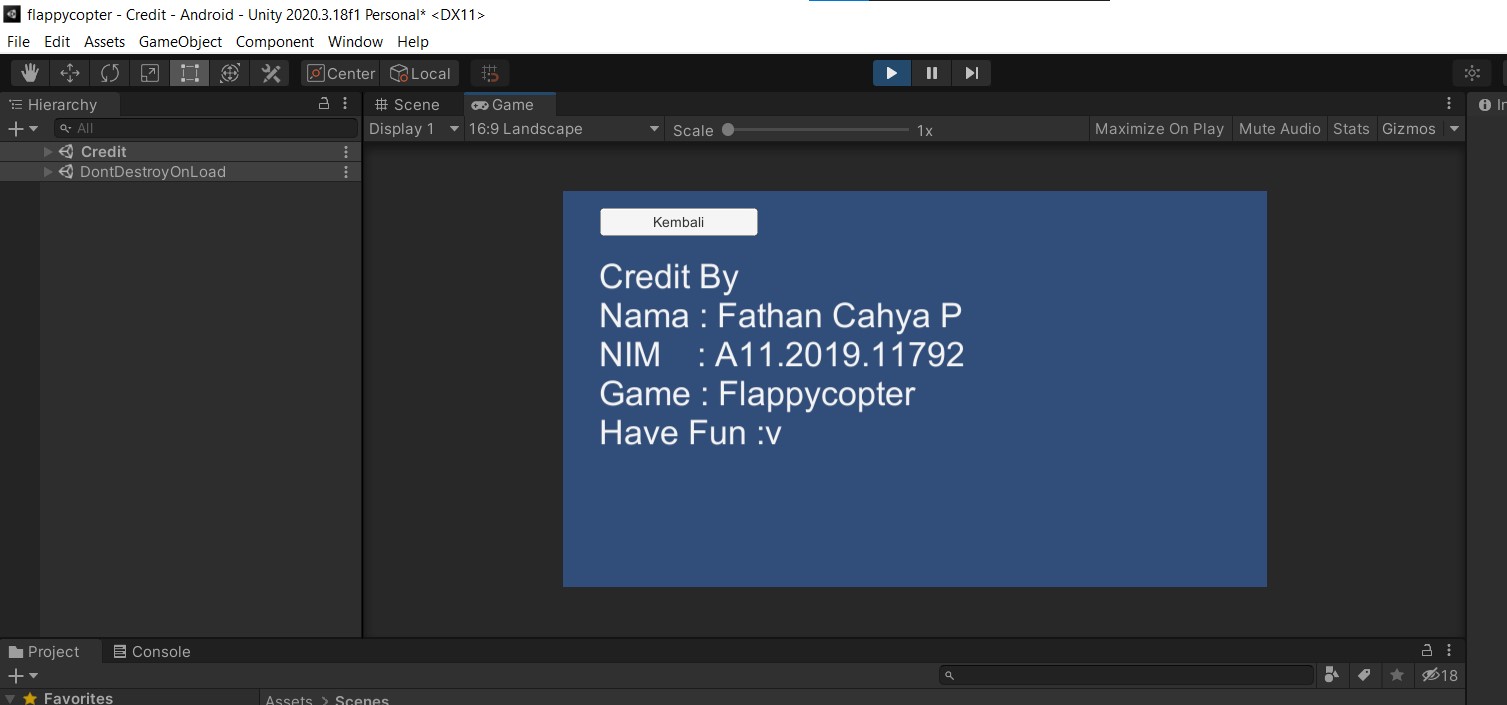 flappycopter - Credit - Android - Unity 2020.3.18f1 Personal* <DX11>
File Edit Assets GameObject Component Window Help
Center Local
Hierarchy
Scene Game
All
Display 1 16:9 Landscape Scale 1x Maximize On Play Mute Audio Stats Gizmos
Credit
DontDestroyOnLoad
Kembali
Credit By
Nama : Fathan Cahya P
NIM : A11.2019.11792
Game : Flappycopter
Have Fun :v
Project Console
18
Favorites
Assets > Scenes